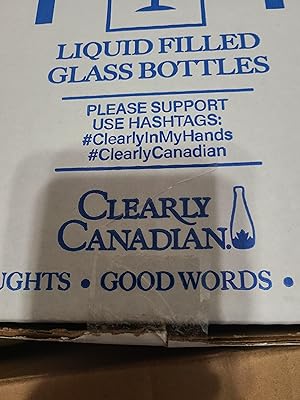 LIQUID FILLED
GLASS BOTTLES
PLEASE SUPPORT
USE HASHTAGS:
#ClearlyInMyHands
#ClearlyCanadian
CLEARLY
CANADIAN.
UGHTS • GOOD WORDS •